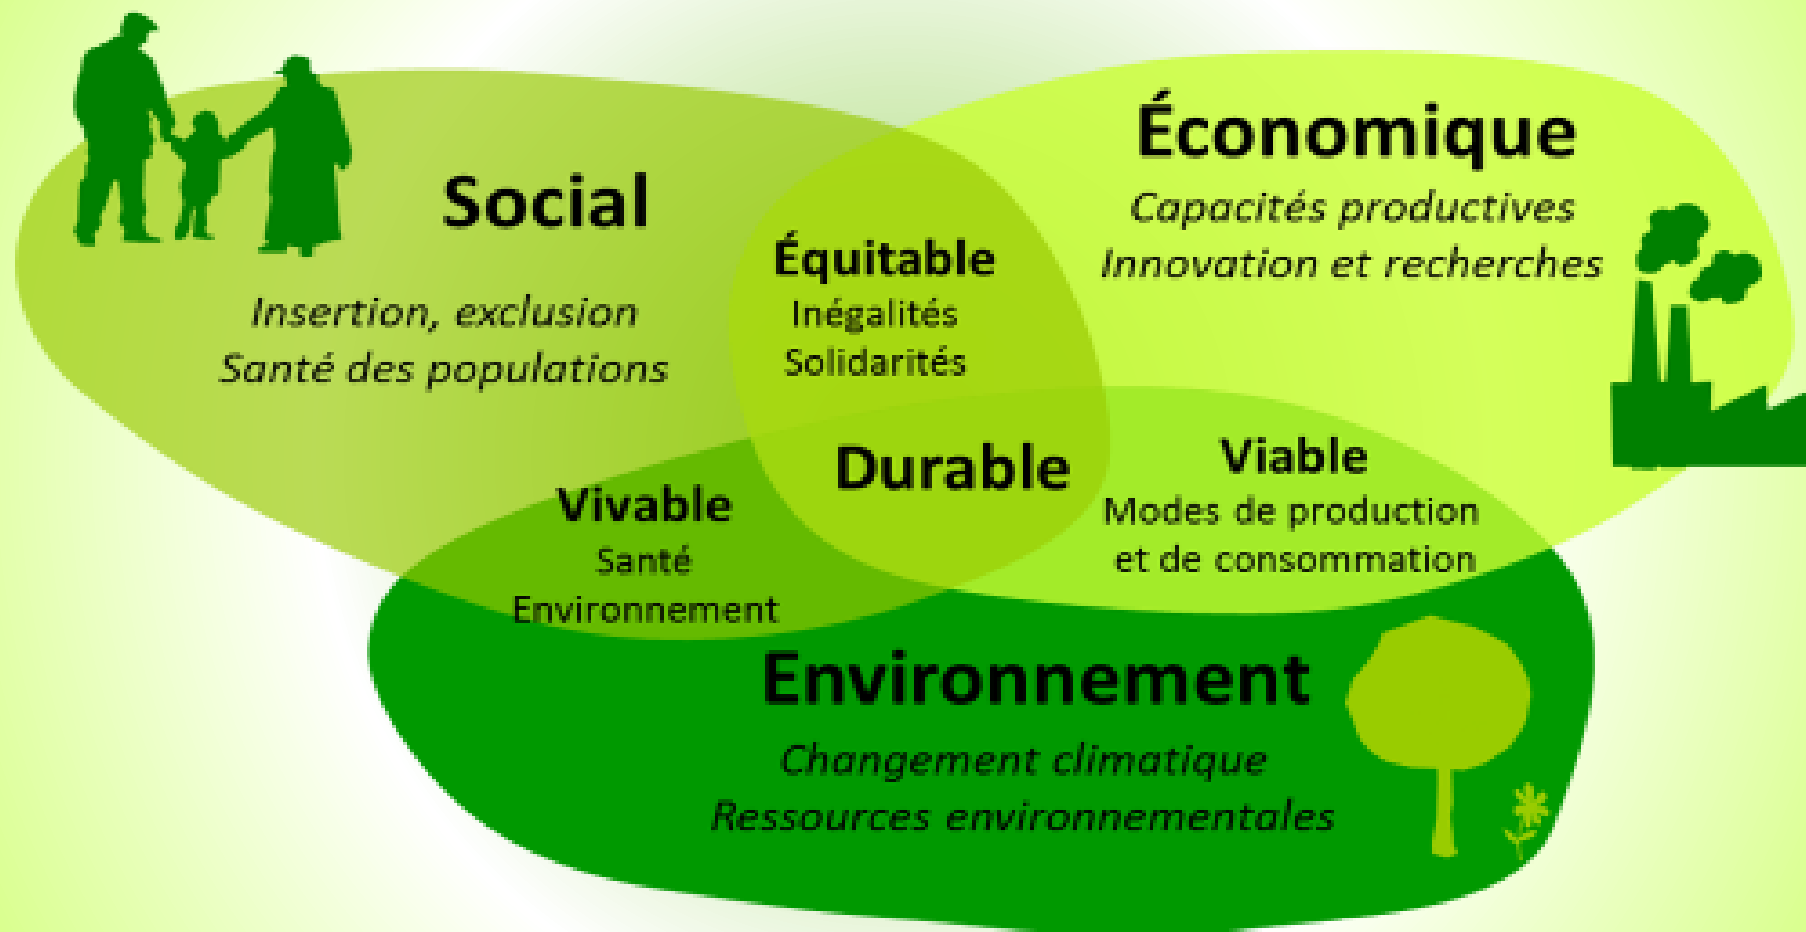 Social
Insertion, exclusion
Santé des populations
Économique
Capacités productives
Innovation et recherches
Équitable
Inégalités
Solidarités
Durable
Vivable
Santé
Environnement
Viable
Modes de production
et de consommation
Environnement
Changement climatique
Ressources environnementales